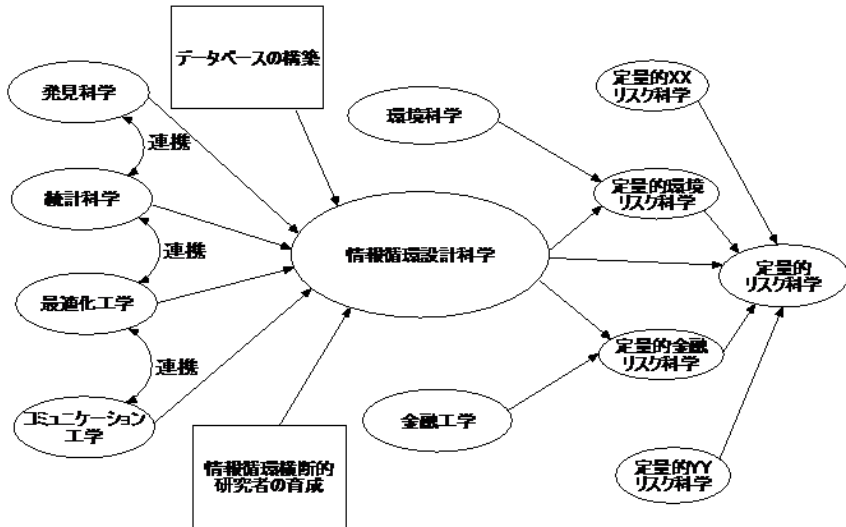 データベースの構築
発見科学
連携
統計科学
連携
最適化工学
連携
コミュニケーション
工学
情報循環横断的
研究者の育成
情報循環設計科学
環境科学
金融工学
定量的XX
リスク科学
定量的環境
リスク科学
定量的
リスク科学
定量的金融
リスク科学
定量的YY
リスク科学